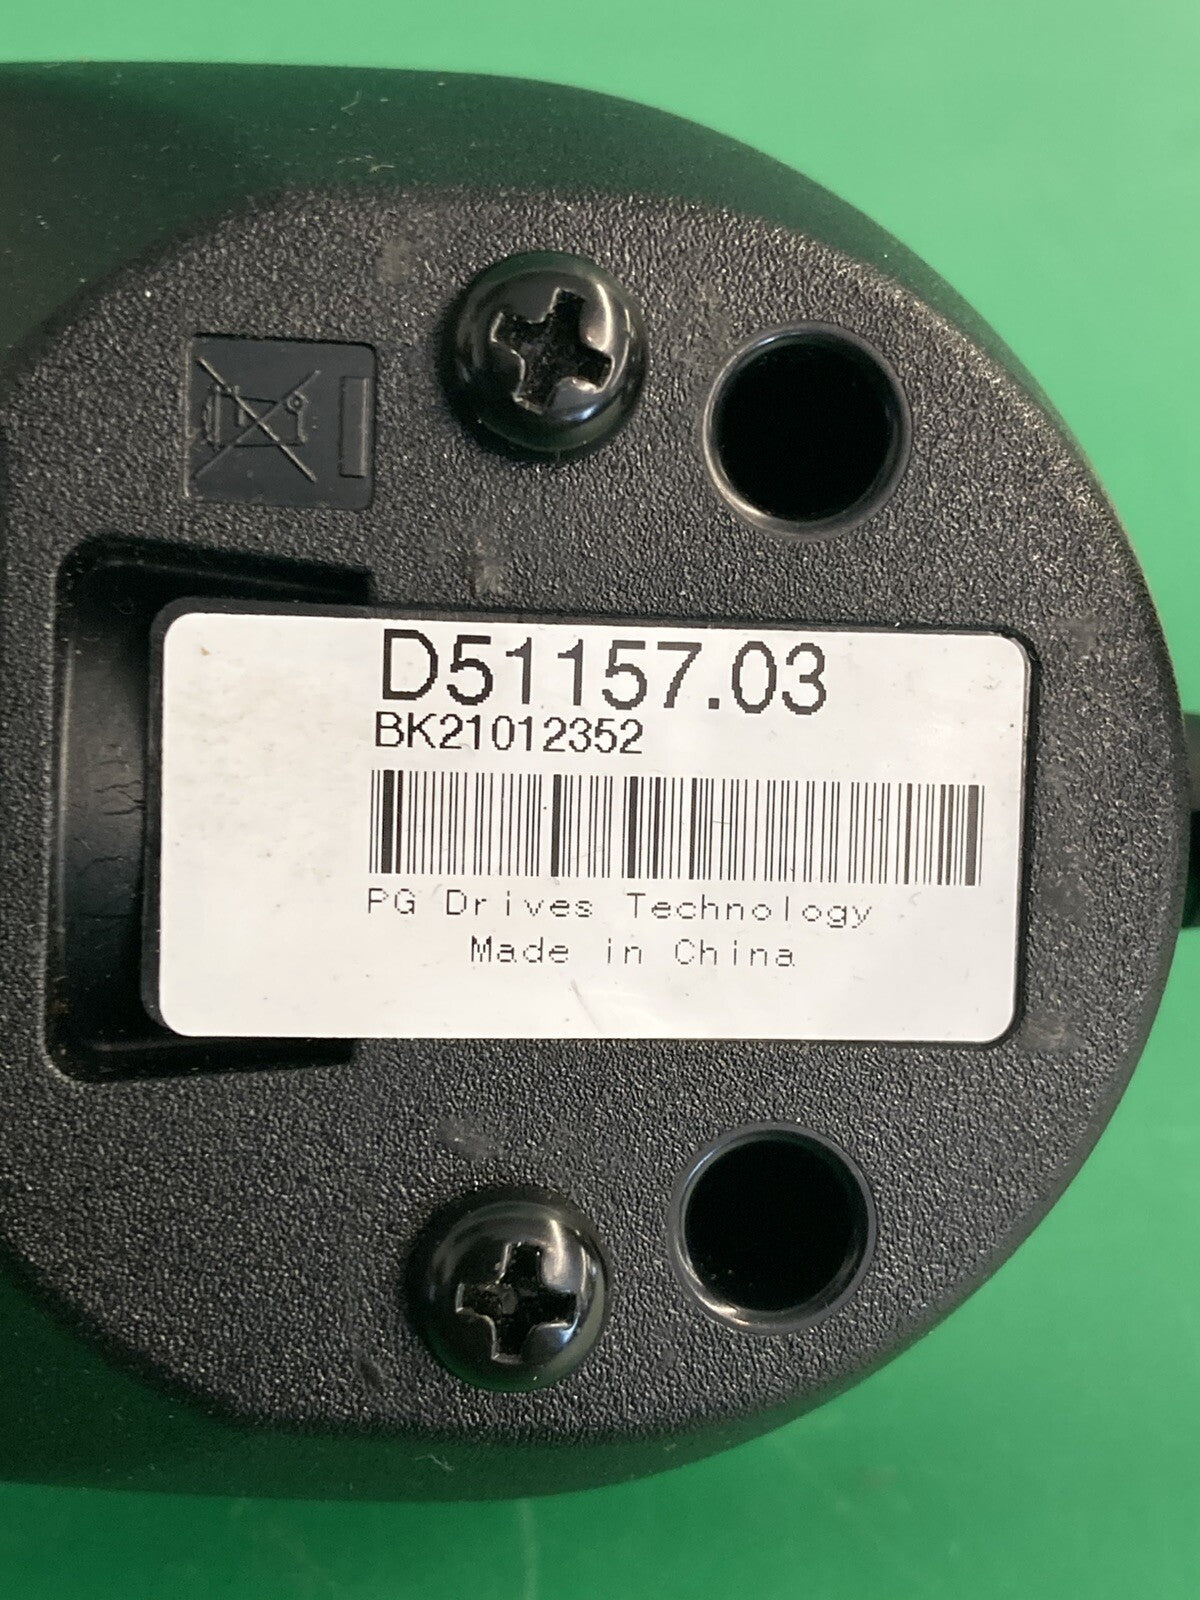 D51157.03
BK21012352
PG Drives Technology
Made in China